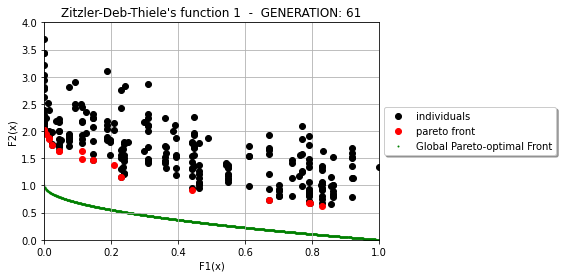 Zitzler-Deb-Thiele's function 1 - GENERATION: 61
4.0
3.5
3.0
2.5
2.0
1.5
1.0
0.5
0.0
F2(x)
0.0 0.2 0.4 0.6 0.8 1.0
F1(x)
individuals
pareto front
Global Pareto-optimal Front